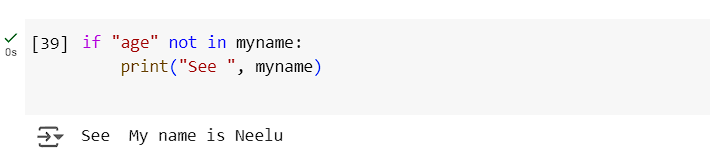 [39] if "age" not in myname:
print("See ", myname)
0s
See  My name is Neelu